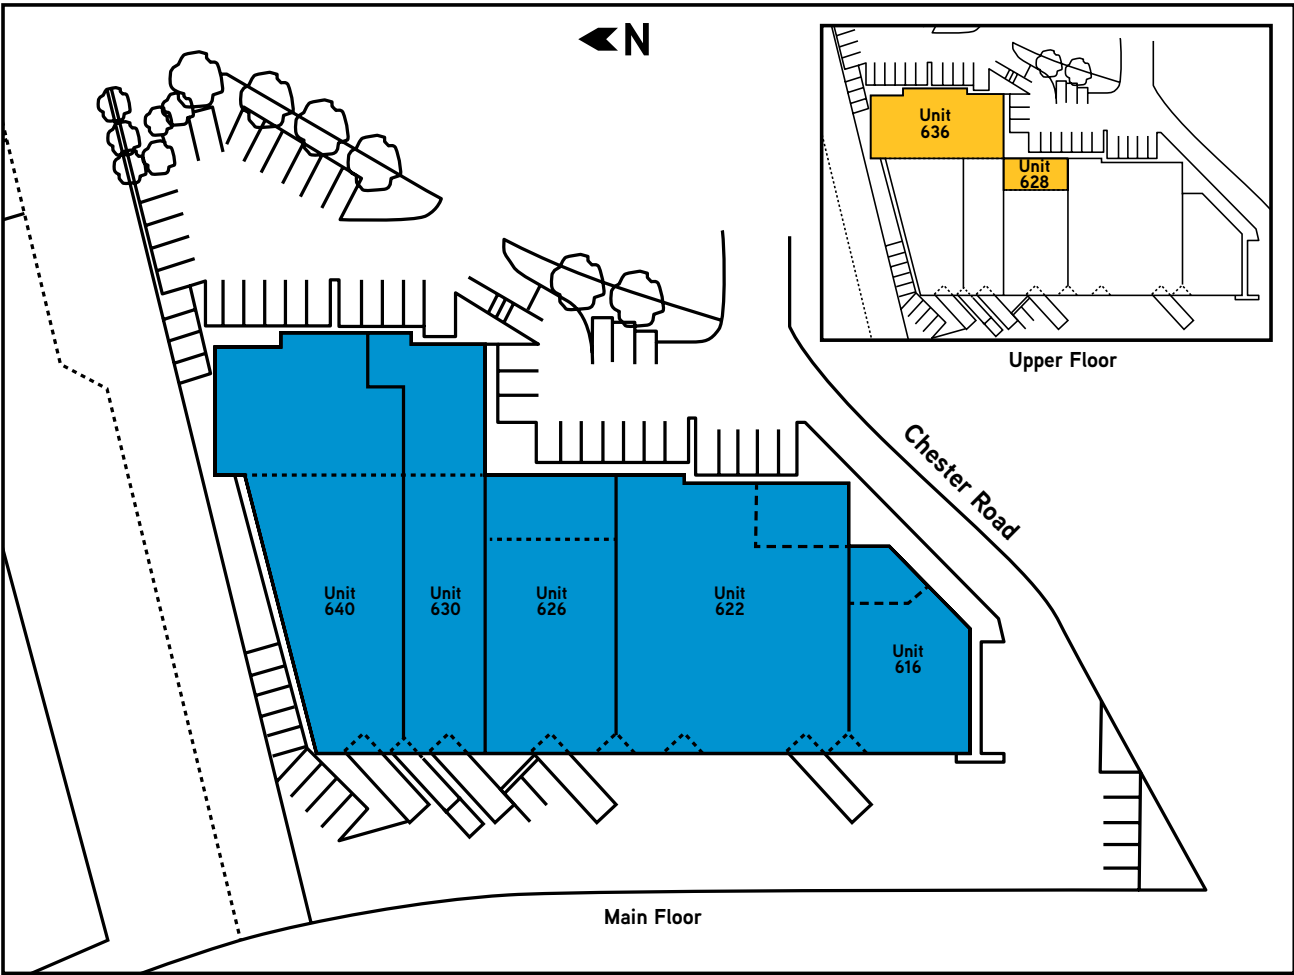 N
Unit
636
Unit
628
Upper Floor
Chester Road
Unit
640
Unit
630
Unit
626
Unit
622
Unit
616
Main Floor